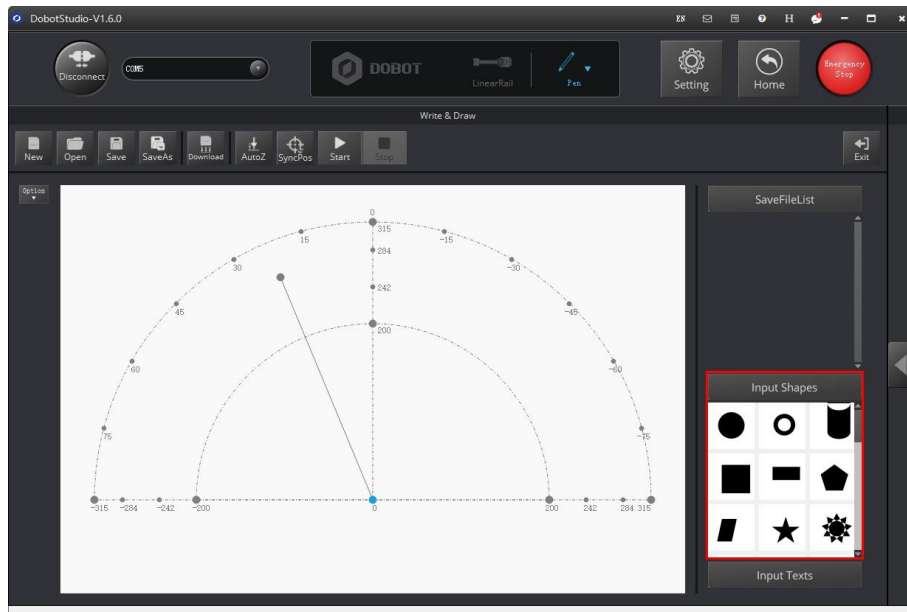 DobotStudio-V1.6.0
EN
H
Disconnect
COM5
DOBOT
LinearRail
Pen
Setting
Home
Emergency
Stop
Write & Draw
New
Open
Save
SaveAs
Download
AutoZ
SyncPos
Start
Stop
Exit
Option
SaveFileList
0
315
15
-15
284
30
-30
242
45
-45
200
60
-60
75
-75
-315 -284 -242 -200 0 200 242 284 315
Input Shapes
Input Texts